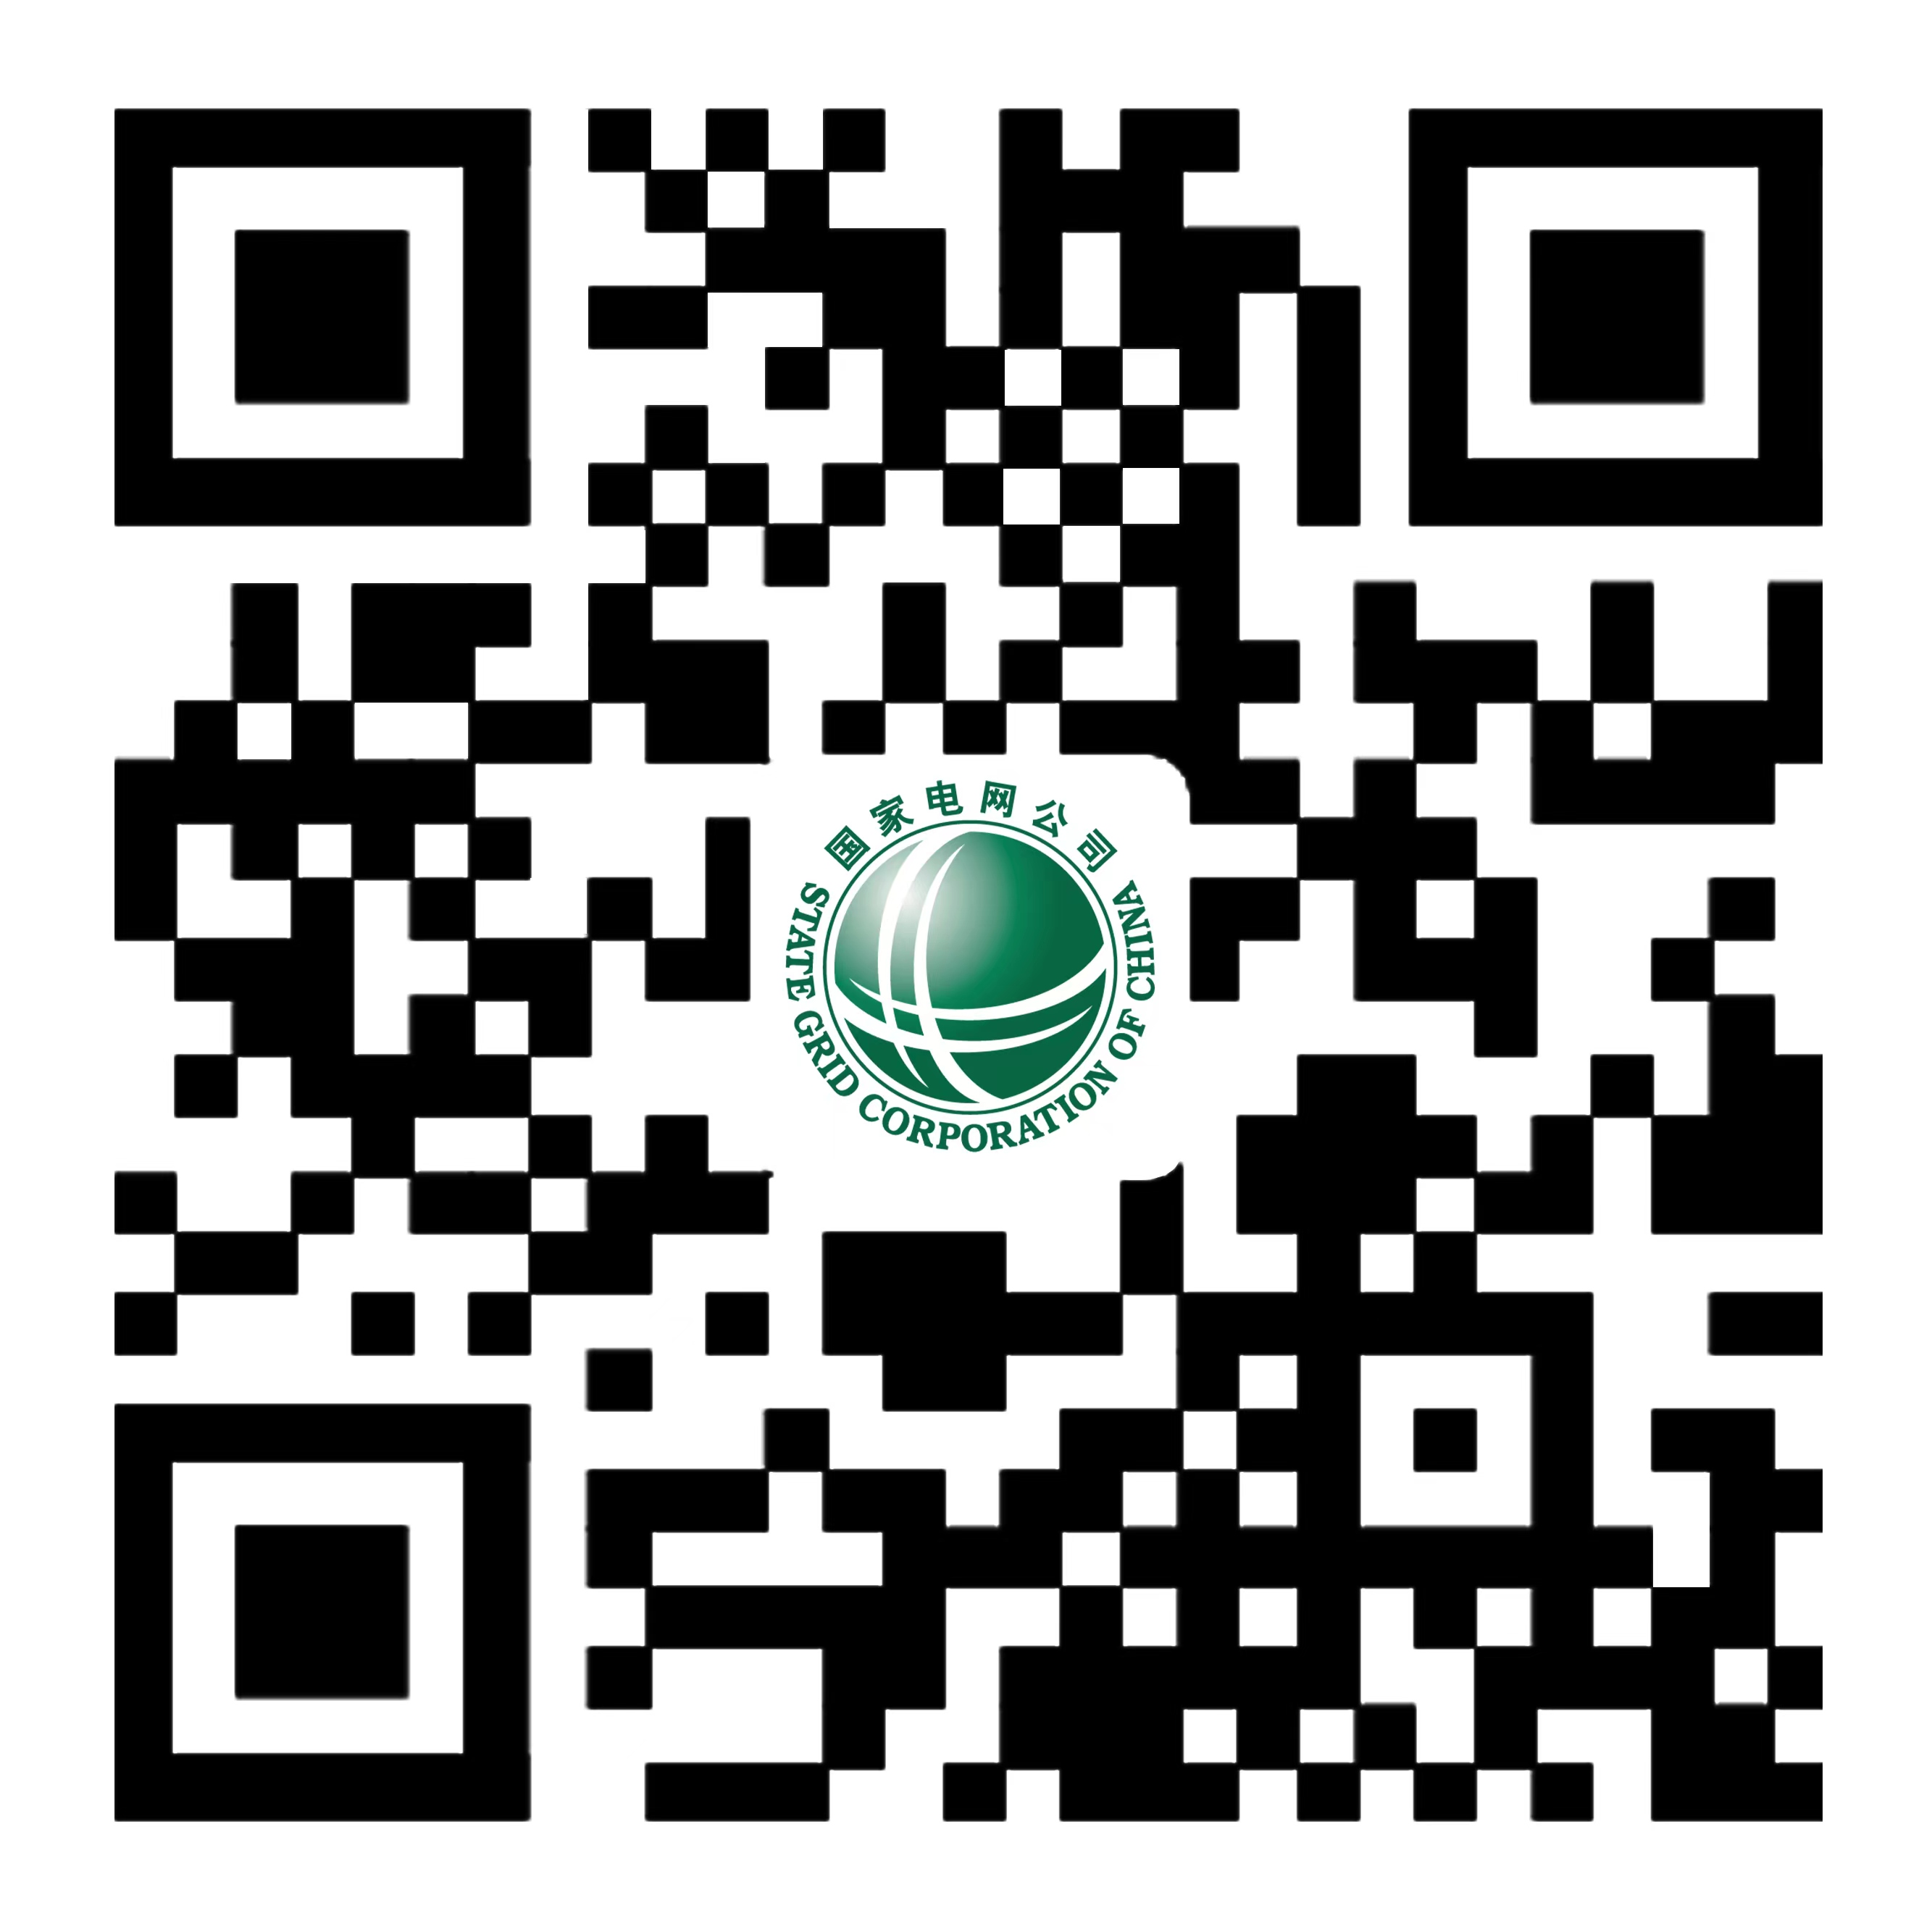 国家电网公司
STATE GRID CORPORATION OF CHINA